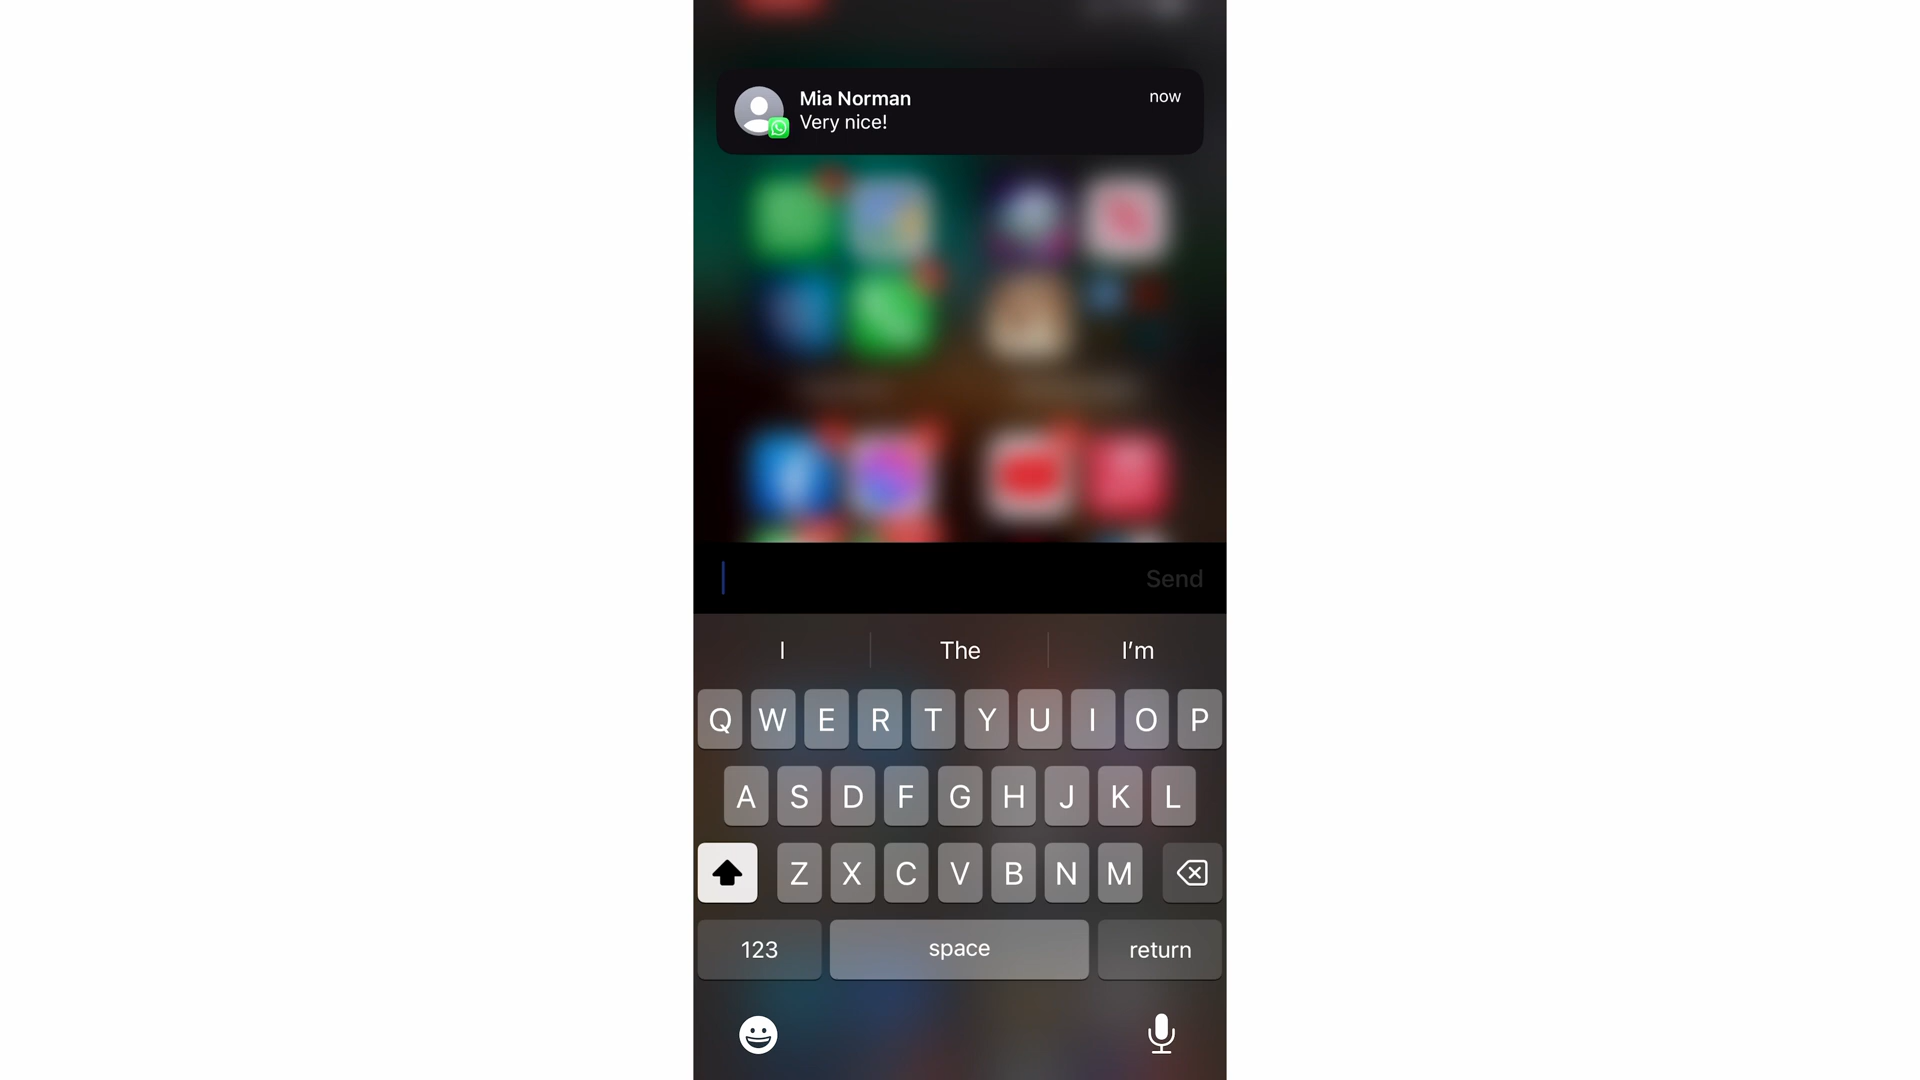 Mia Norman
now
Very nice!
Send
I
The
I’m
Q W E R T Y U I O P
A S D F G H J K L
Z X C V B N M
123
space
return